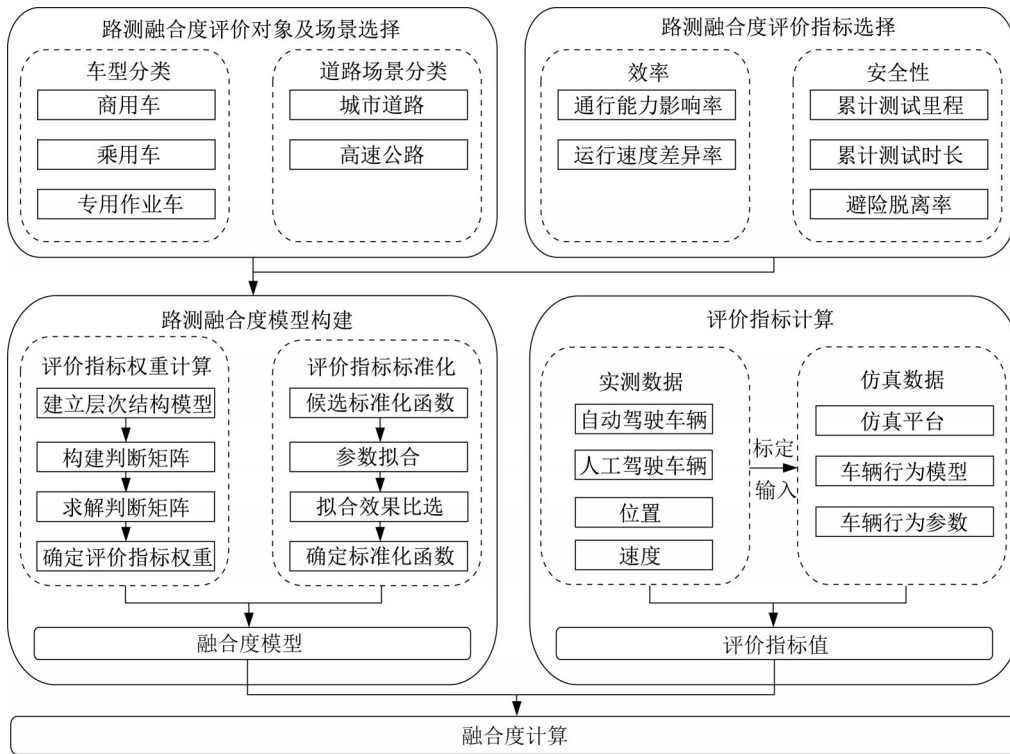 路测融合度评价对象及场景选择
车型分类
商用车
乘用车
专用作业车
道路场景分类
城市道路
高速公路
路测融合度评价指标选择
效率
通行能力影响率
运行速度差异率
安全性
累计测试里程
累计测试时长
避险脱离率
路测融合度模型构建
评价指标权重计算
建立层次结构模型
构建判断矩阵
求解判断矩阵
确定评价指标权重
评价指标标准化
候选标准化函数
参数拟合
拟合效果比选
确定标准化函数
融合度模型
评价指标计算
实测数据
自动驾驶车辆
人工驾驶车辆
位置
速度
标定
输入
仿真数据
仿真平台
车辆行为模型
车辆行为参数
评价指标值
融合度计算